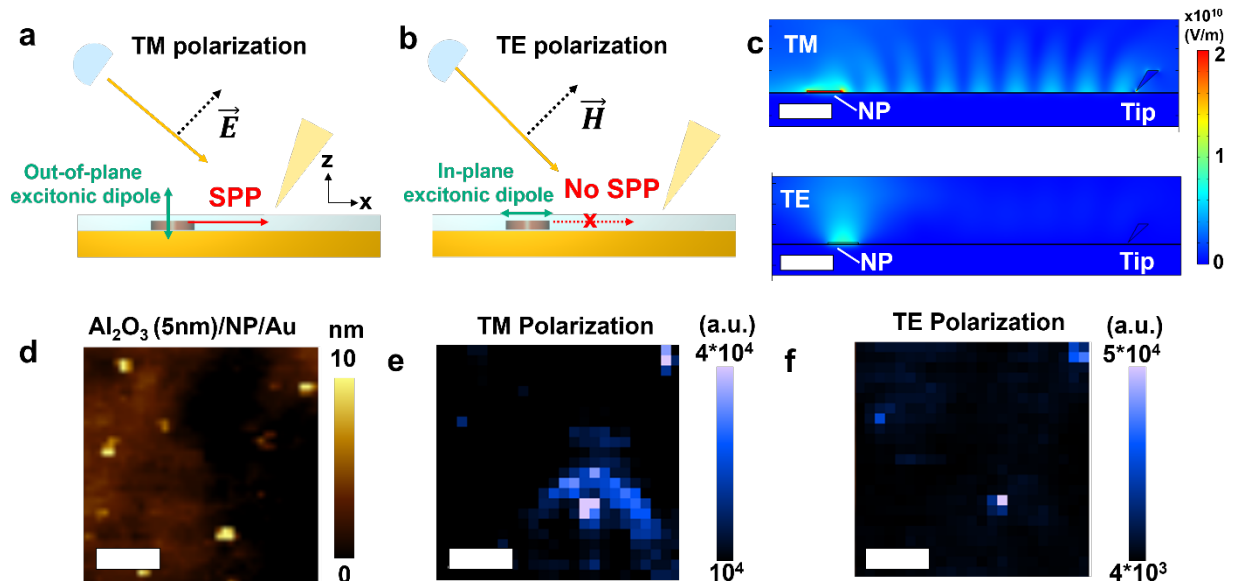 a
TM polarization
E
Out-of-plane
excitonic dipole
SPP
z
x
b
TE polarization
H
In-plane
excitonic dipole
No SPP
x
c
TM
NP
Tip
TE
NP
Tip
x10¹⁰
(V/m)
2
1
0
d
Al₂O₃ (5nm)/NP/Au
nm
10
0
e
TM Polarization
(a.u.)
4*10⁴
10⁴
f
TE Polarization
(a.u.)
5*10⁴
4*10³